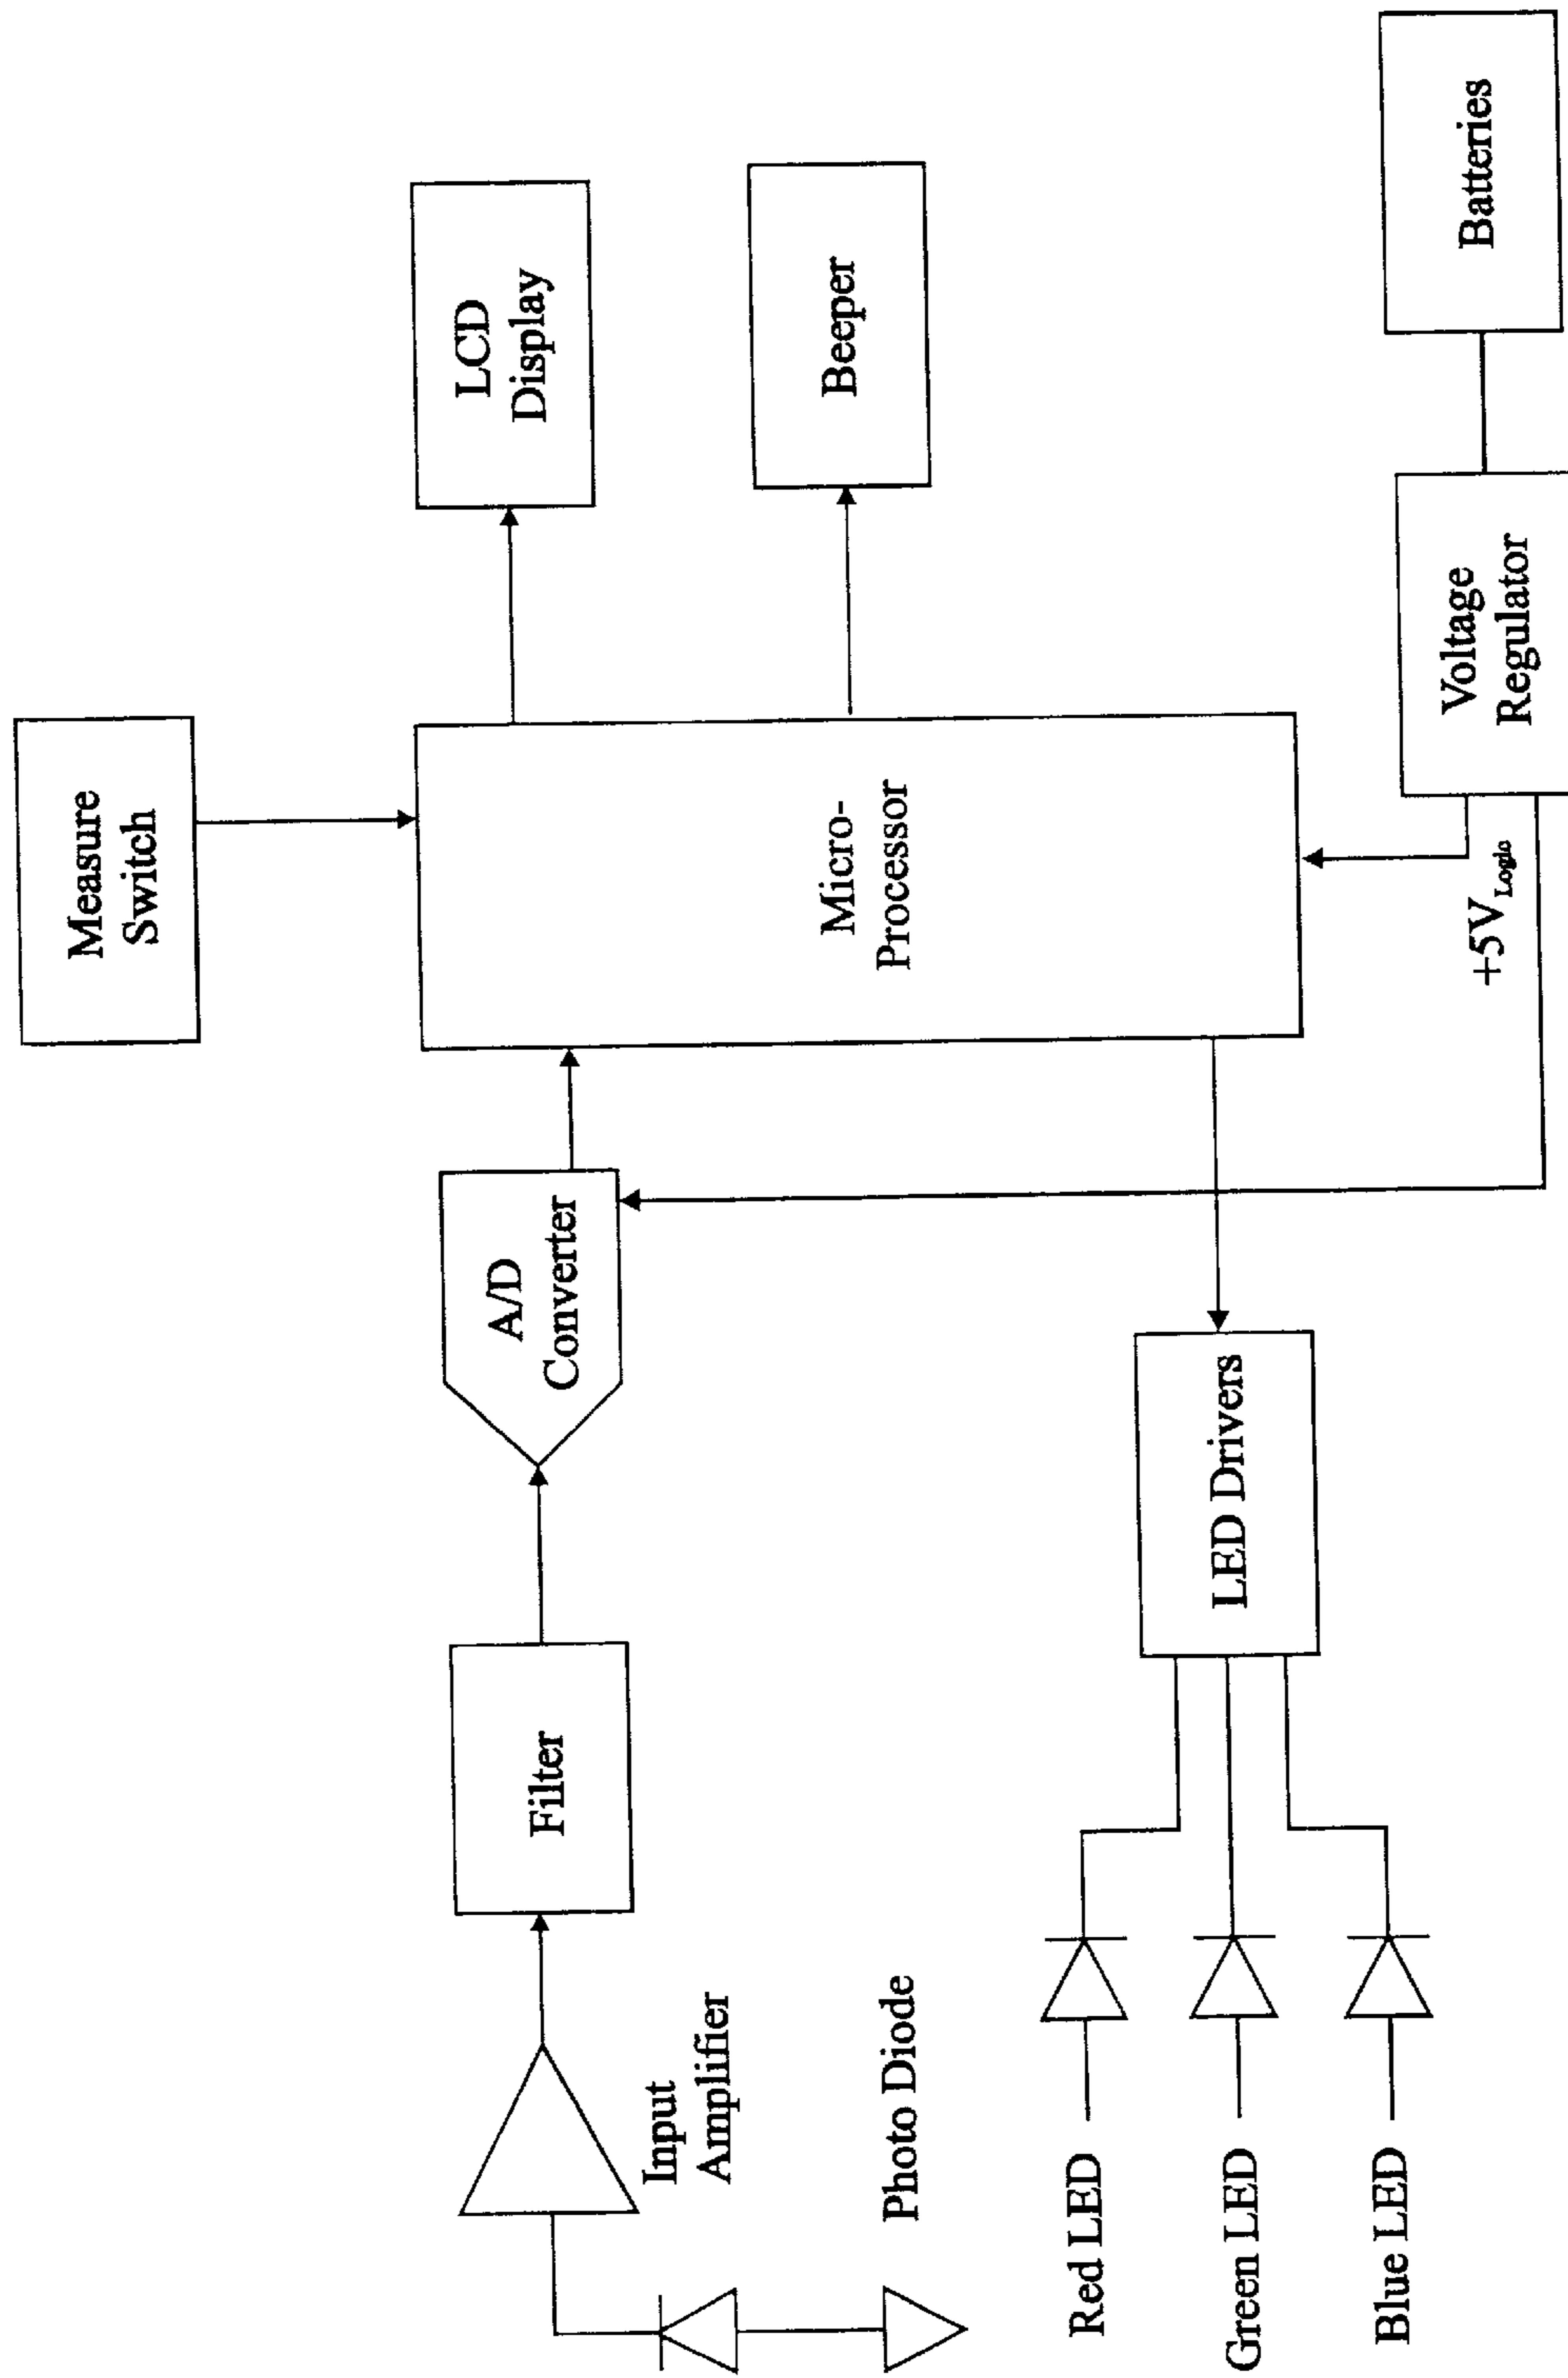 Measure
Switch
LCD
Display
Beeper
Micro-
Processor
A/D
Converter
Filter
Input
Amplifier
Photo Diode
Red LED
Green LED
Blue LED
LED Drivers
+5VLogic
Voltage
Regulator
Batteries